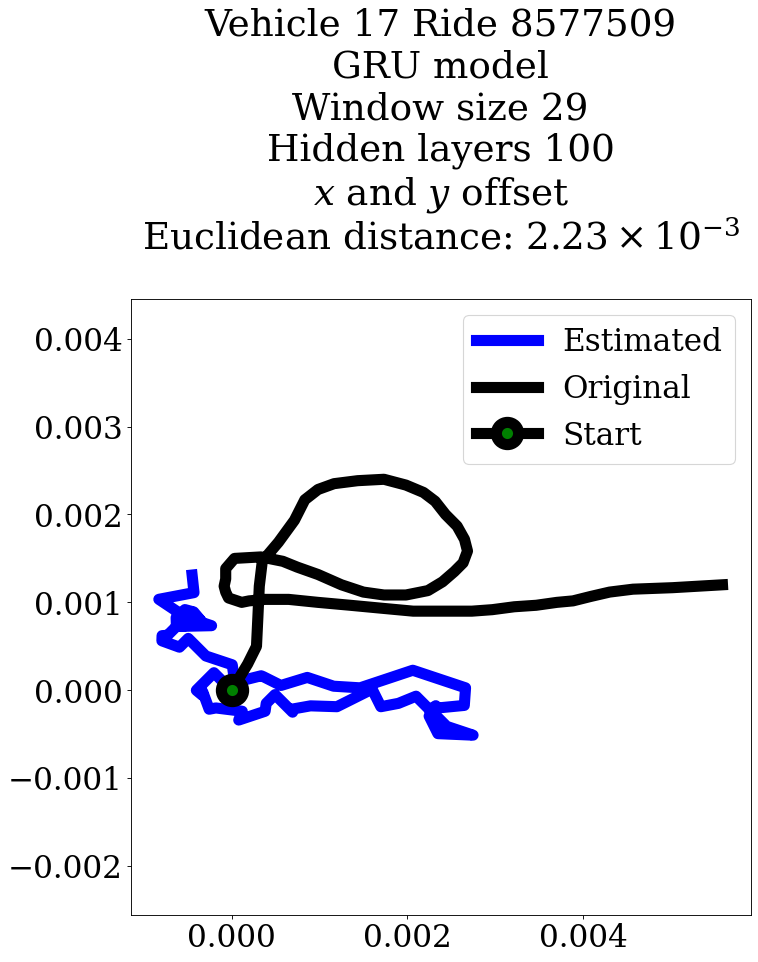 Vehicle 17 Ride 8577509
GRU model
Window size 29
Hidden layers 100
x and y offset
Euclidean distance: 2.23 × 10⁻³
Estimated
Original
Start
0.004
0.003
0.002
0.001
0.000
−0.001
−0.002
0.000 0.002 0.004